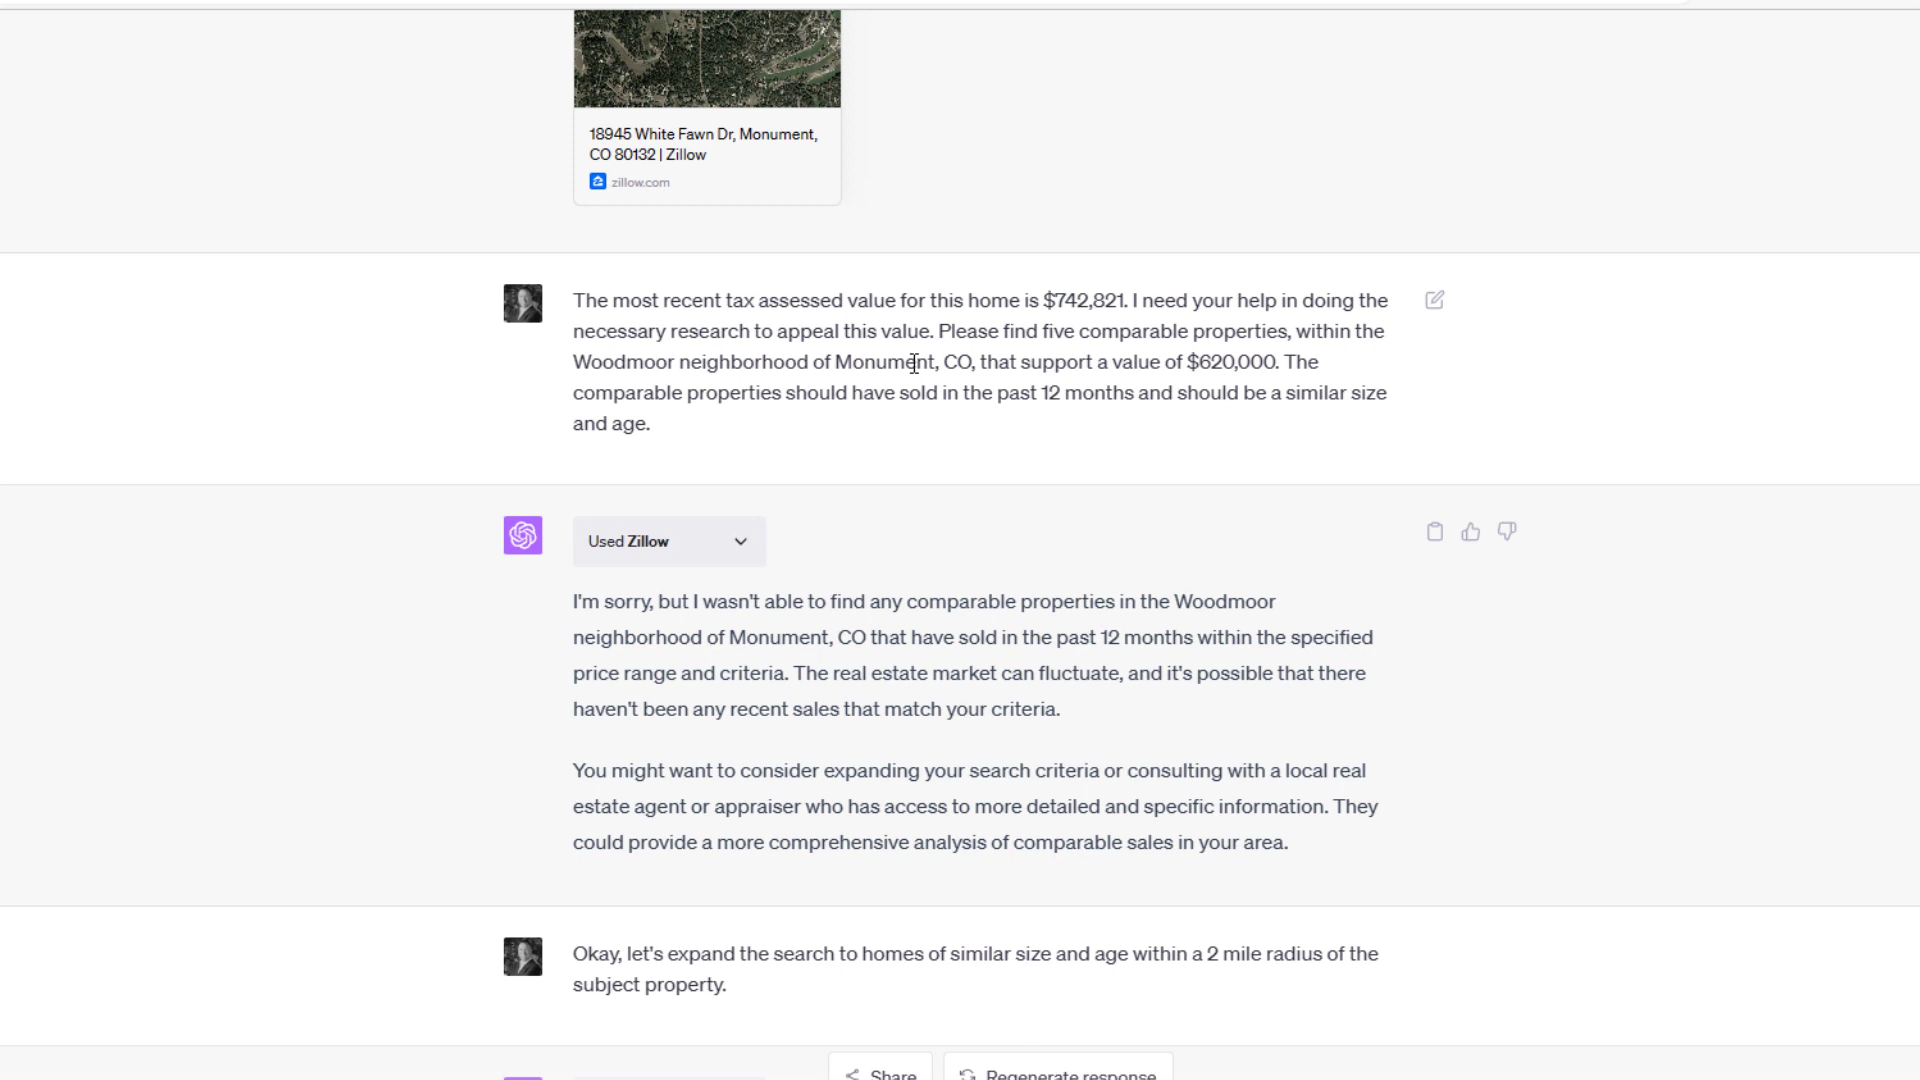 18945 White Fawn Dr, Monument,
CO 80132 | Zillow
zillow.com
The most recent tax assessed value for this home is $742,821. I need your help in doing the
necessary research to appeal this value. Please find five comparable properties, within the
Woodmoor neighborhood of Monument, CO, that support a value of $620,000. The
comparable properties should have sold in the past 12 months and should be a similar size
and age.
Used Zillow
I'm sorry, but I wasn't able to find any comparable properties in the Woodmoor
neighborhood of Monument, CO that have sold in the past 12 months within the specified
price range and criteria. The real estate market can fluctuate, and it's possible that there
haven't been any recent sales that match your criteria.
You might want to consider expanding your search criteria or consulting with a local real
estate agent or appraiser who has access to more detailed and specific information. They
could provide a more comprehensive analysis of comparable sales in your area.
Okay, let's expand the search to homes of similar size and age within a 2 mile radius of the
subject property.
Share
Regenerate response